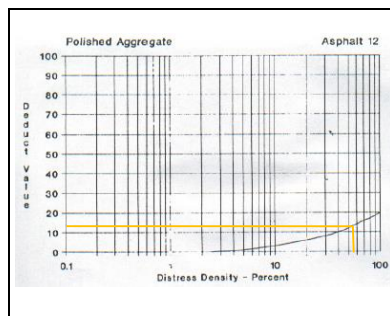 Polished Aggregate Asphalt 12
100
90
80
70
60
50
40
30
20
10
0
Deduct Value
0.1 1 10 100
Distress Density - Percent